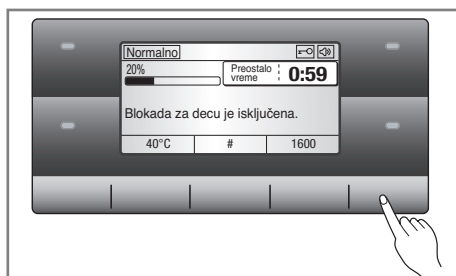 Normalno
20%
Preostalo
vreme
0:59
Blokada za decu je isključena.
40°C # 1600